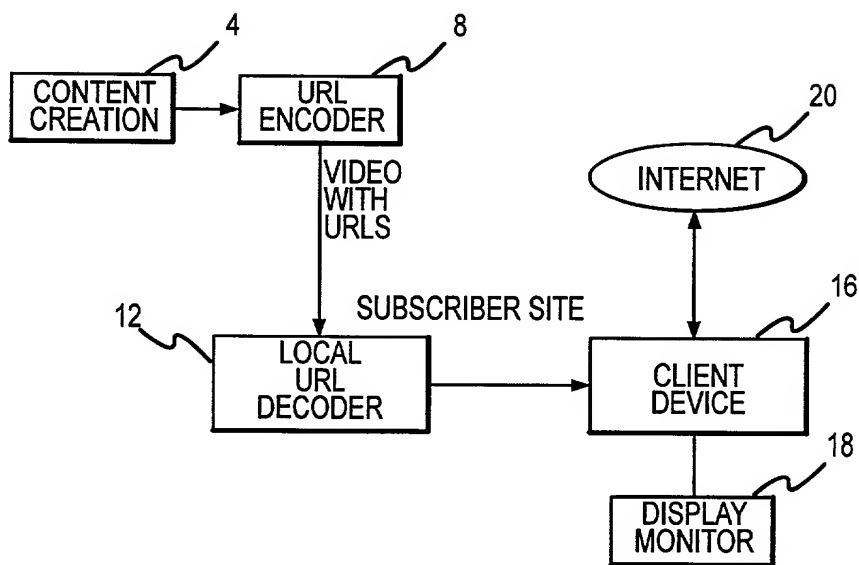 4
8
CONTENT
CREATION
URL
ENCODER
20
INTERNET
VIDEO
WITH
URLS
SUBSCRIBER SITE
12
16
LOCAL
URL
DECODER
CLIENT
DEVICE
18
DISPLAY
MONITOR